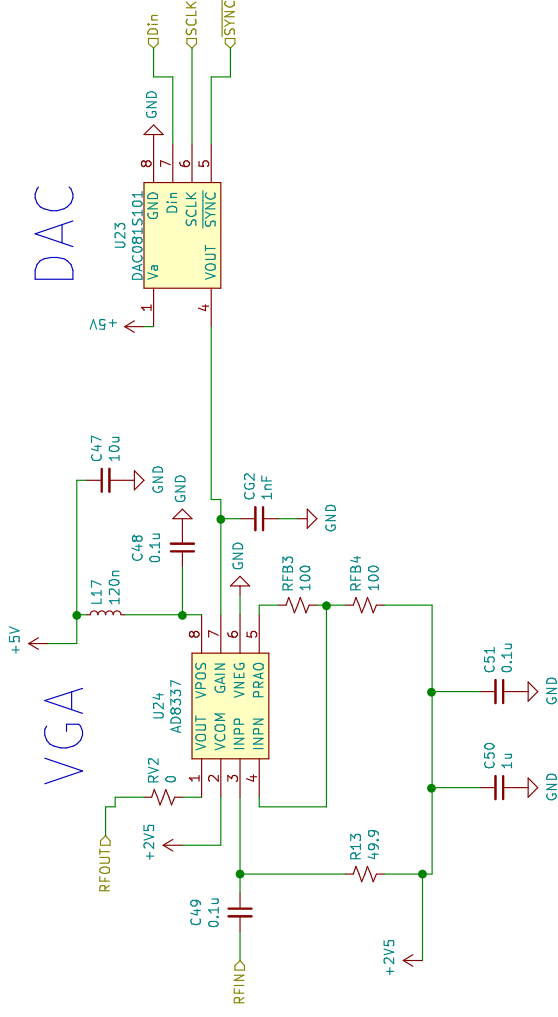 Din
SCLK
SYNC
GND
8
7
6
5
GND
Din
SCLK
SYNC
DAC
U23
DAC081S101
Va
VOUT
1
4
+5V
C47
10u
GND
GND
C48
0.1u
CG2
1nF
GND
L17
120n
+5V
GND
RFB3
100
RFB4
100
8
7
6
5
VGA
U24
AD8337
VPOS
GAIN
VNEG
PRAO
VOUT
VCOM
INPP
INPN
1
2
3
4
C51
0.1u
GND
C50
1u
GND
RV2
0
+2V5
RFOUT
R13
49.9
C49
0.1u
+2V5
RFIN